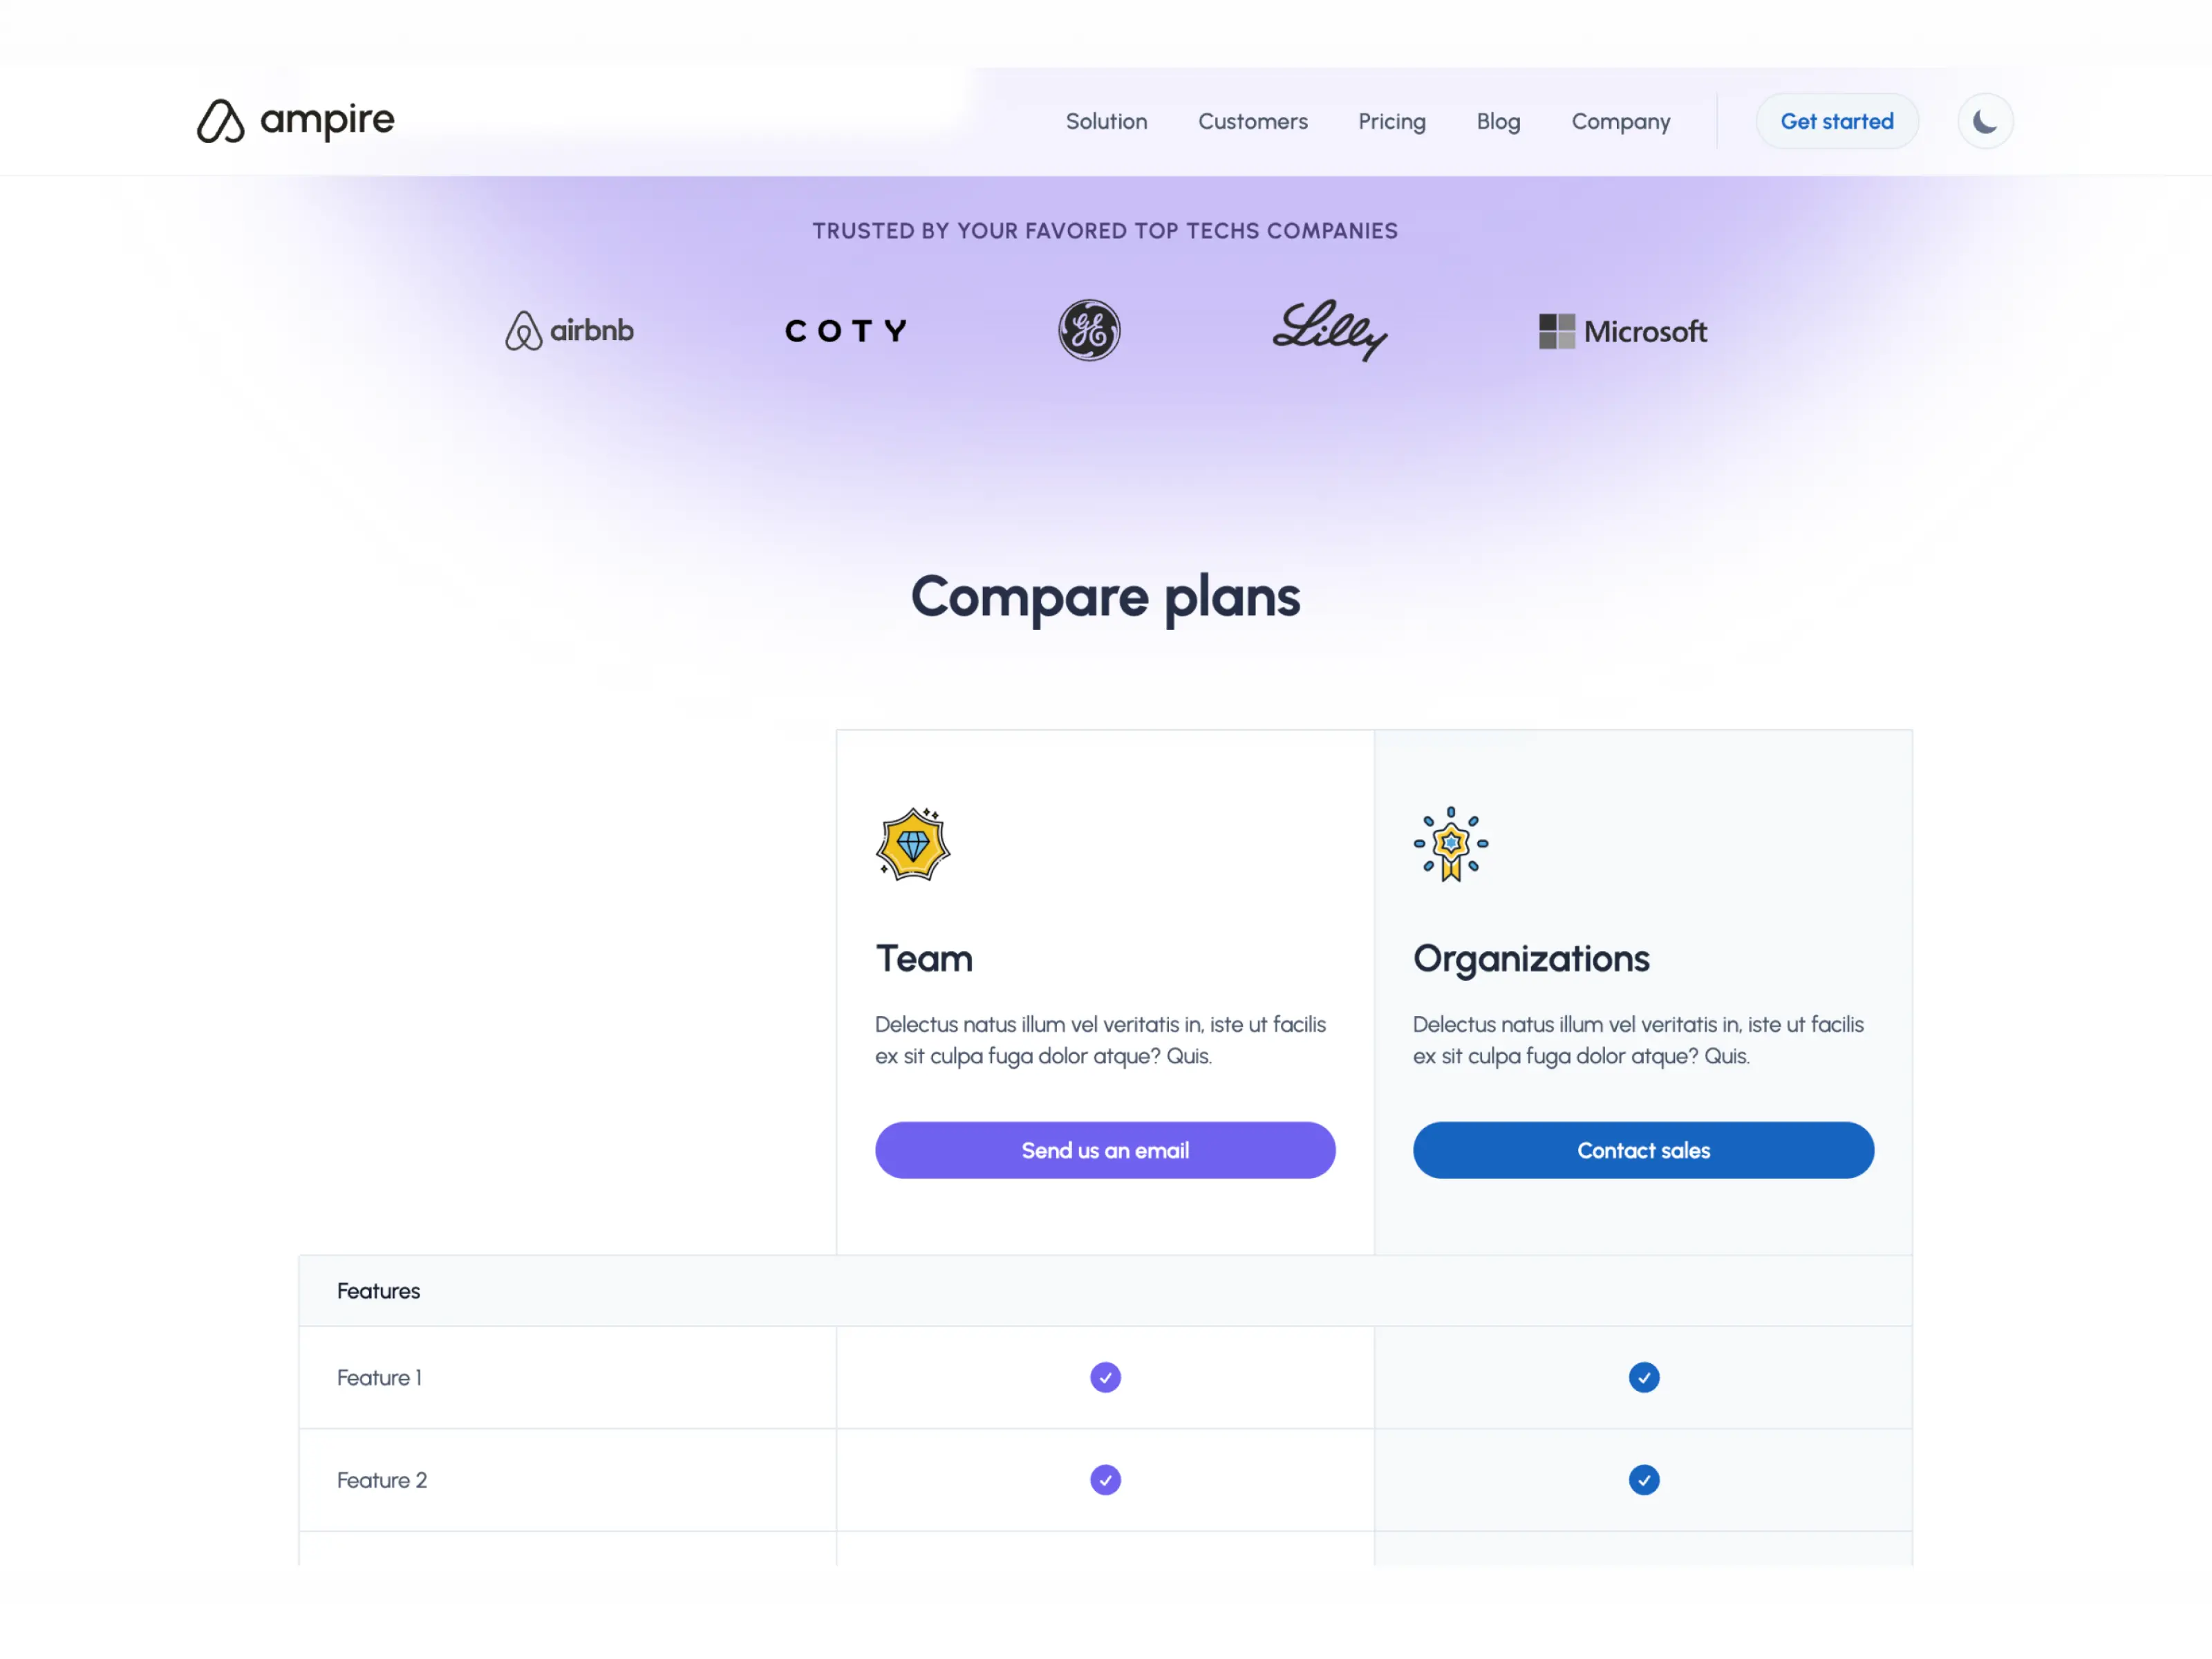 ampire
Solution
Customers
Pricing
Blog
Company
Get started
TRUSTED BY YOUR FAVORED TOP TECHS COMPANIES
airbnb
COTY
GE
Lilly
Microsoft
Compare plans
Team
Delectus natus illum vel veritatis in, iste ut facilis
ex sit culpa fuga dolor atque? Quis.
Send us an email
Organizations
Delectus natus illum vel veritatis in, iste ut facilis
ex sit culpa fuga dolor atque? Quis.
Contact sales
Features
Feature 1
Feature 2